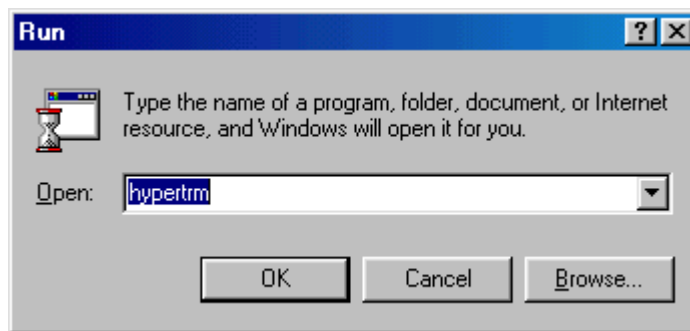 Run
Type the name of a program, folder, document, or Internet
resource, and Windows will open it for you.
Open: hypertrm
OK Cancel Browse...